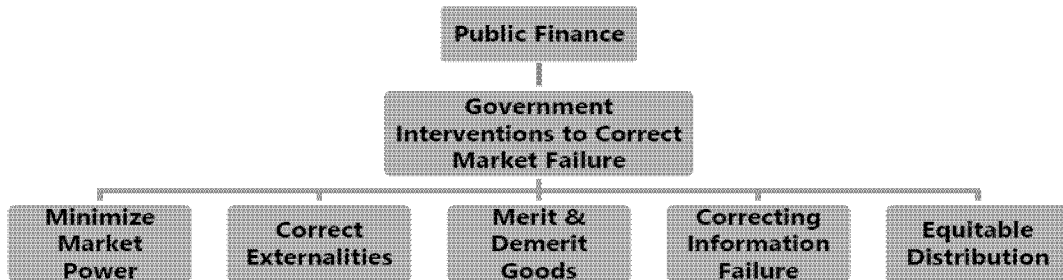 Public Finance
Government
Interventions to Correct
Market Failure
Minimize
Market
Power
Correct
Externalities
Merit &
Demerit
Goods
Correcting
Information
Failure
Equitable
Distribution